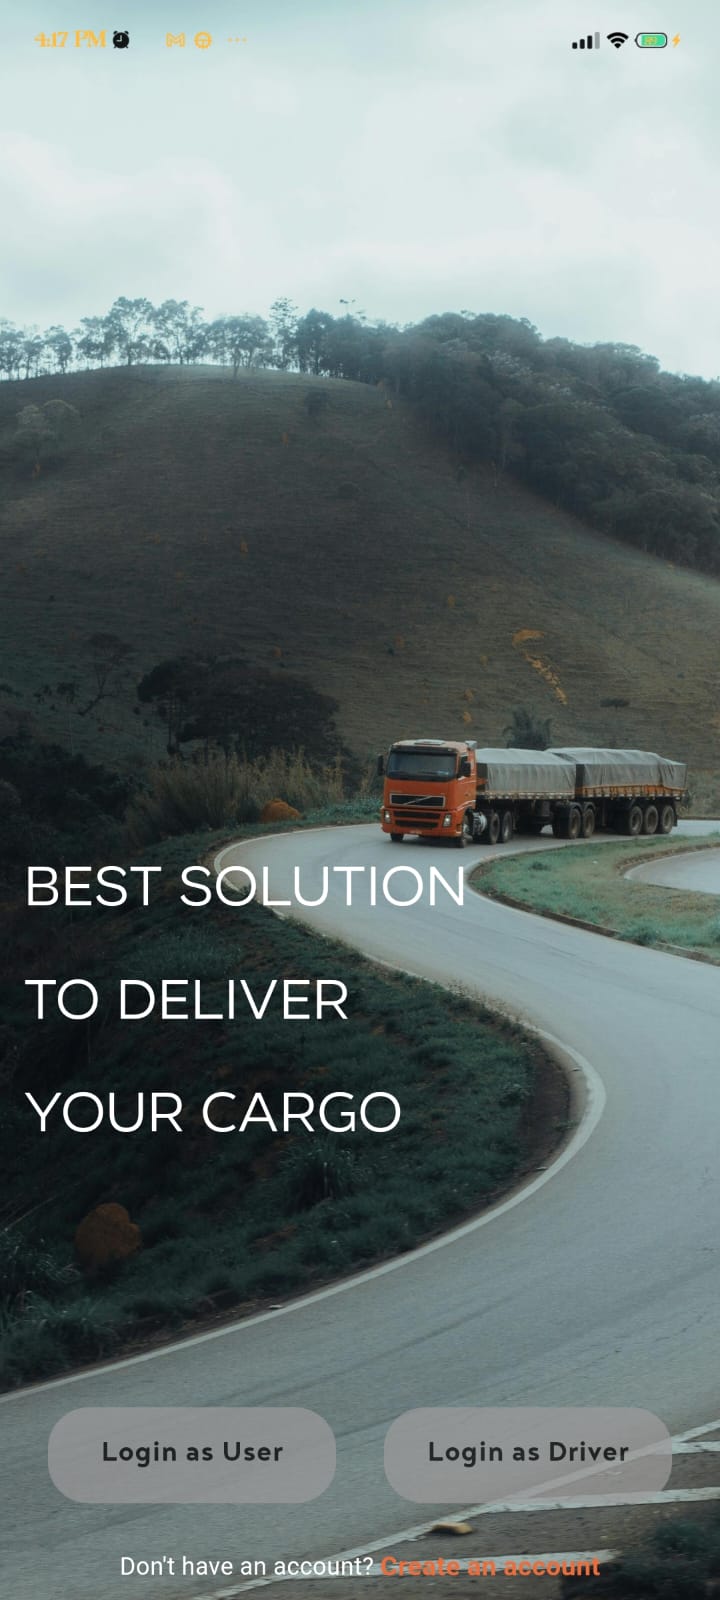 4:17 PM
BEST SOLUTION
TO DELIVER
YOUR CARGO
Login as User
Login as Driver
Don't have an account? Create an account